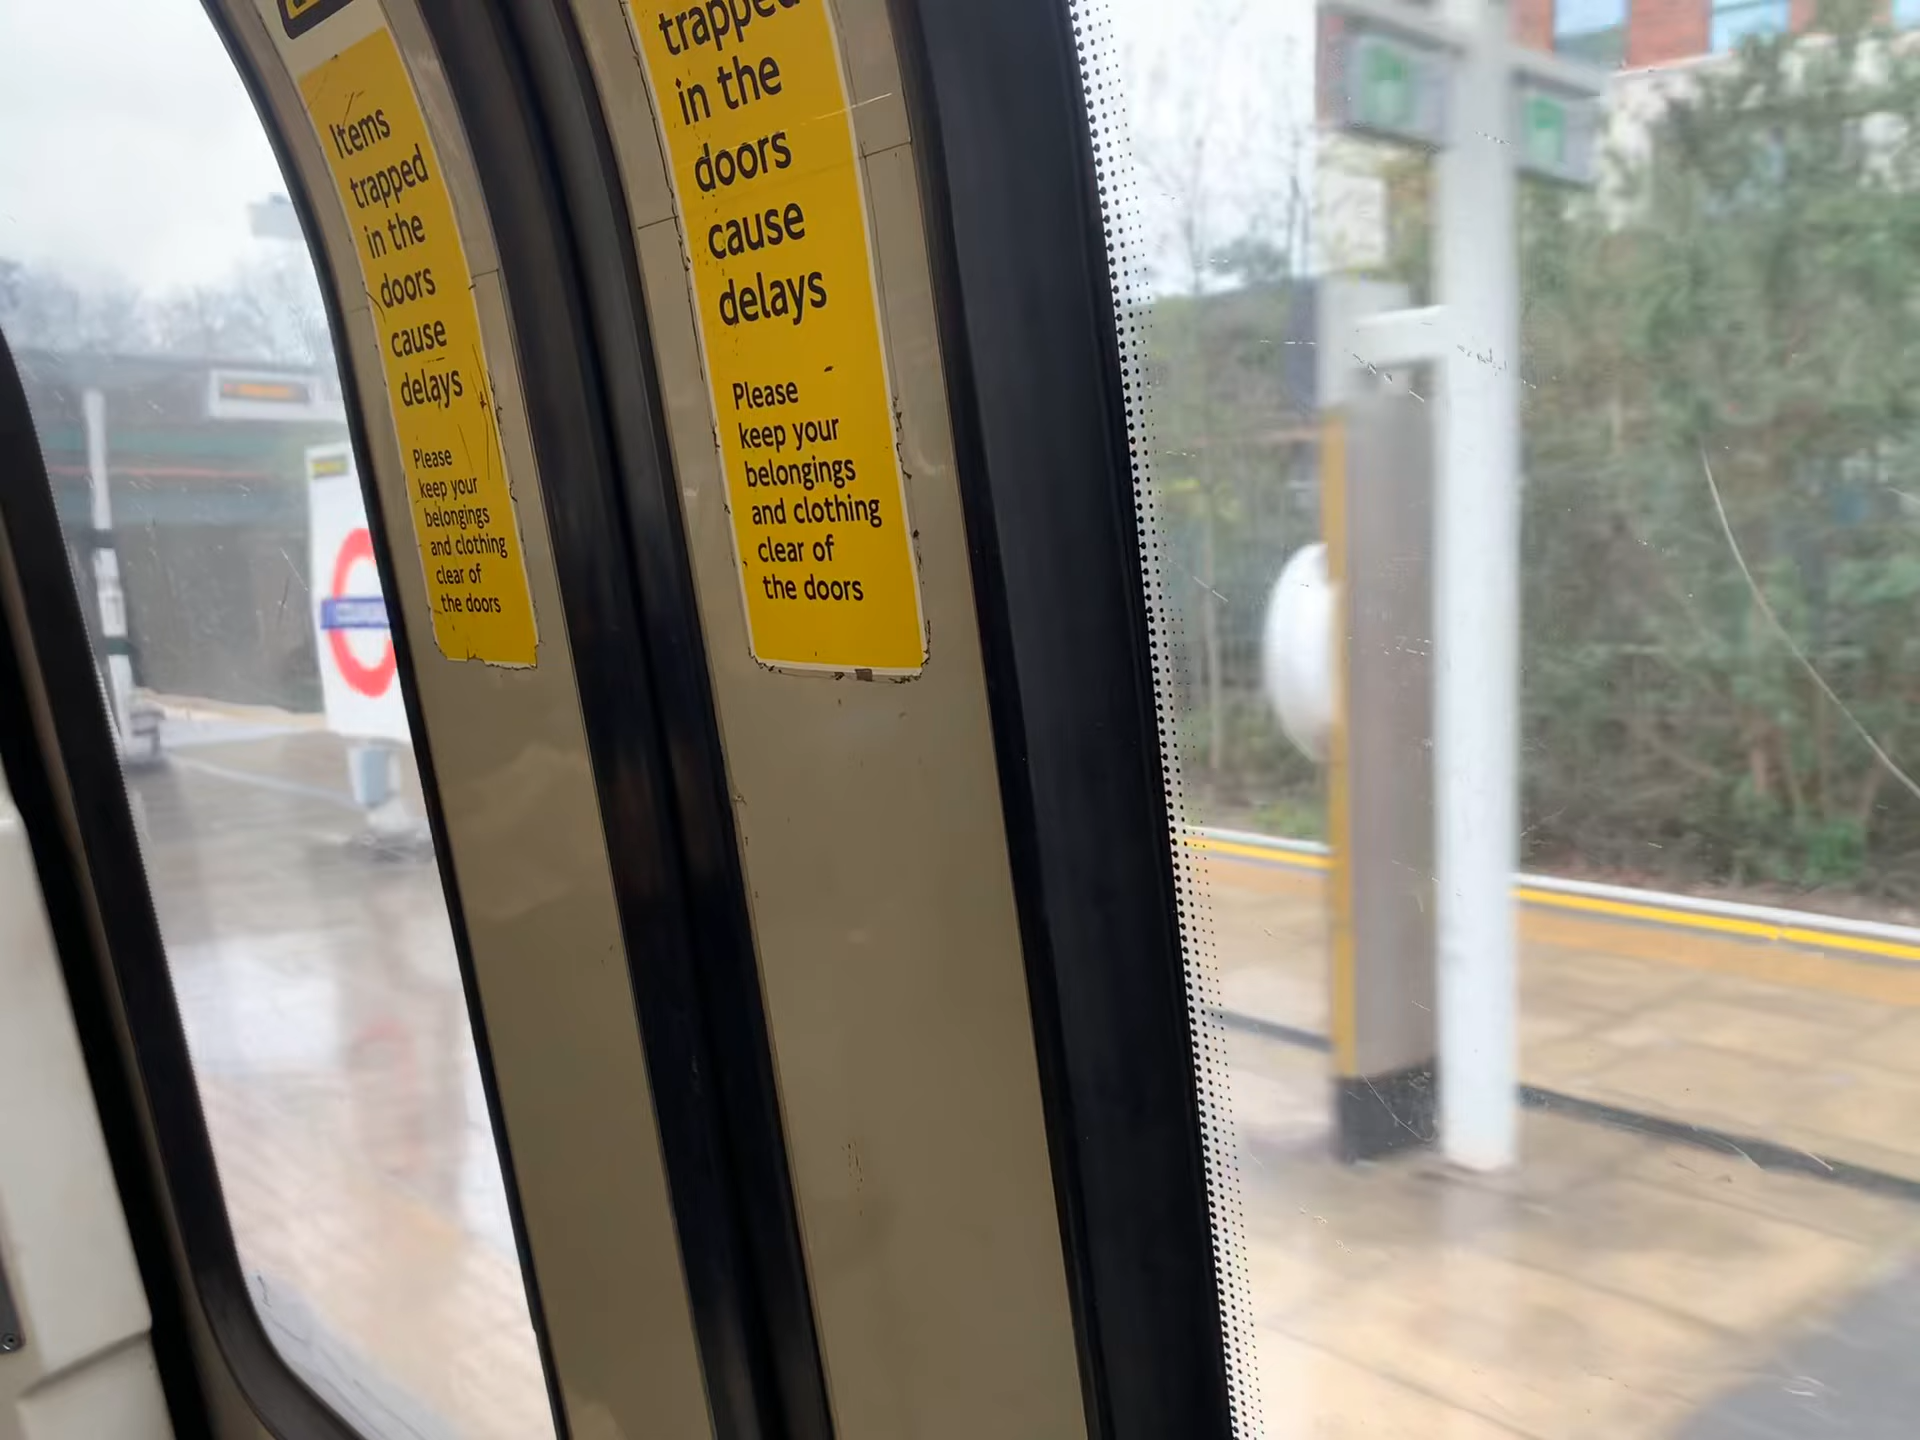 Items
trapped
in the
doors
cause
delays
Please
keep your
belongings
and clothing
clear of
the doors
trapped
in the
doors
cause
delays
Please
keep your
belongings
and clothing
clear of
the doors